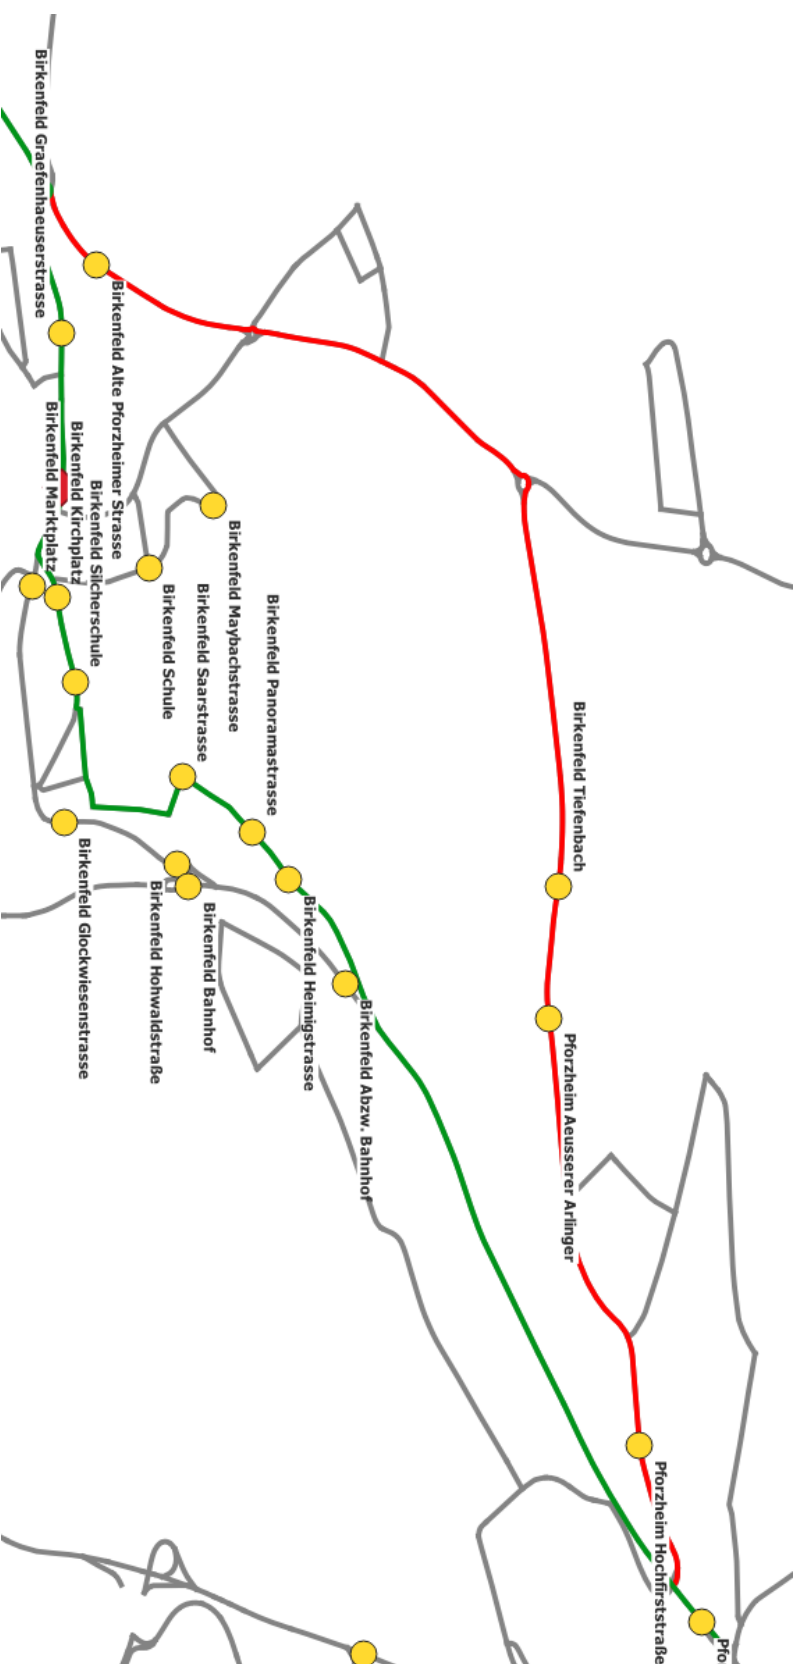 Birkenfeld Graefenhaeuserstrasse
Birkenfeld Alte Pforzheimer Strasse
Birkenfeld Marktplatz
Birkenfeld Kirchplatz
Birkenfeld Silcherschule
Birkenfeld Maybachstrasse
Birkenfeld Schule
Birkenfeld Saarstrasse
Birkenfeld Panoramastrasse
Birkenfeld Tiefenbach
Birkenfeld Glockwiesenstrasse
Birkenfeld Hohwaldstraße
Birkenfeld Bahnhof
Birkenfeld Heimigstrasse
Birkenfeld Abzw. Bahnhof
Pforzheim Aeusserer Arlinger
Pforzheim Hochfirststraße
Pfo